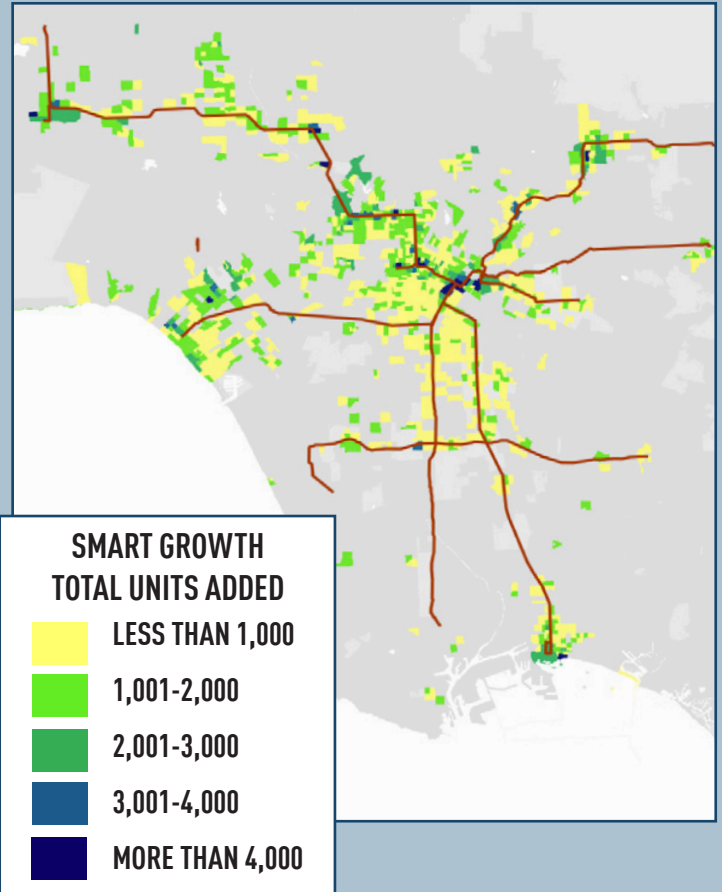 SMART GROWTH
TOTAL UNITS ADDED
LESS THAN 1,000
1,001-2,000
2,001-3,000
3,001-4,000
MORE THAN 4,000